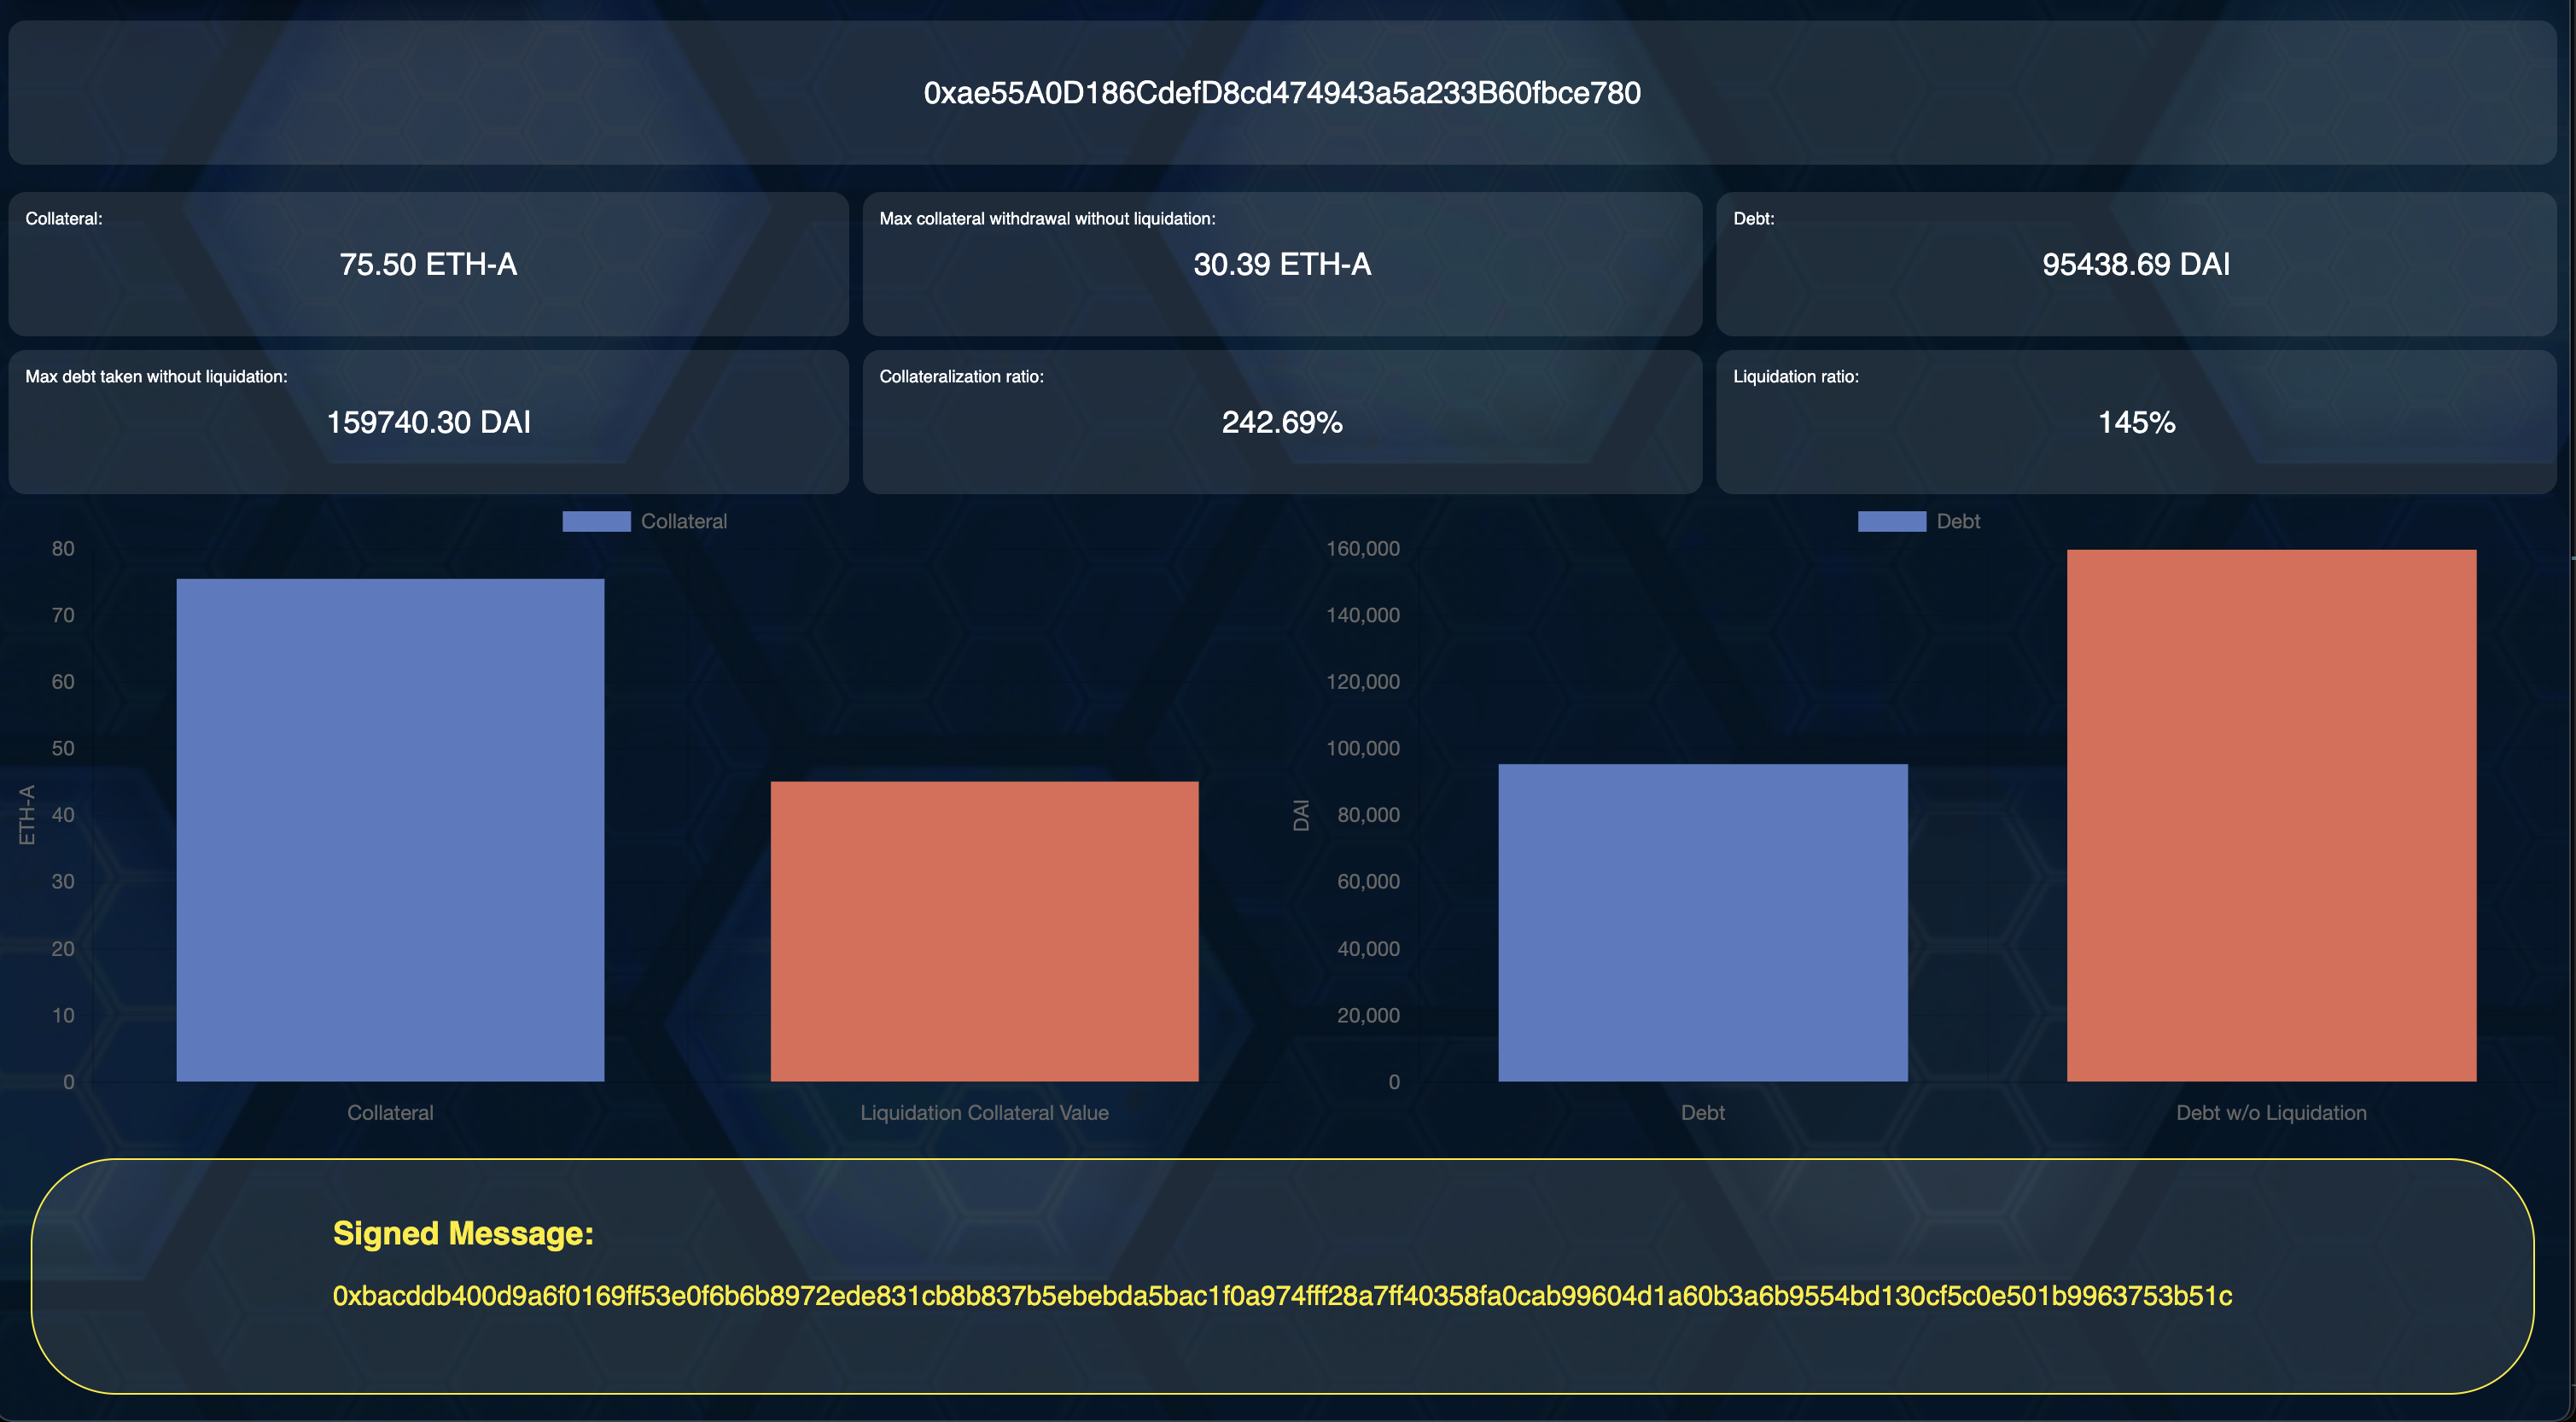 0xae55A0D186CdefD8cd474943a5a233B60fbce780
Collateral:
75.50 ETH-A
Max collateral withdrawal without liquidation:
30.39 ETH-A
Debt:
95438.69 DAI
Max debt taken without liquidation:
159740.30 DAI
Collateralization ratio:
242.69%
Liquidation ratio:
145%
Collateral
80
70
60
50
40
30
20
10
0
ETH-A
Collateral
Liquidation Collateral Value
Debt
160,000
140,000
120,000
100,000
80,000
60,000
40,000
20,000
0
DAI
Debt
Debt w/o Liquidation
Signed Message:
0xbacddb400d9a6f0169ff53e0f6b6b8972ede831cb8b837b5ebebda5bac1f0a974fff28a7ff40358fa0cab99604d1a60b3a6b9554bd130cf5c0e501b9963753b51c